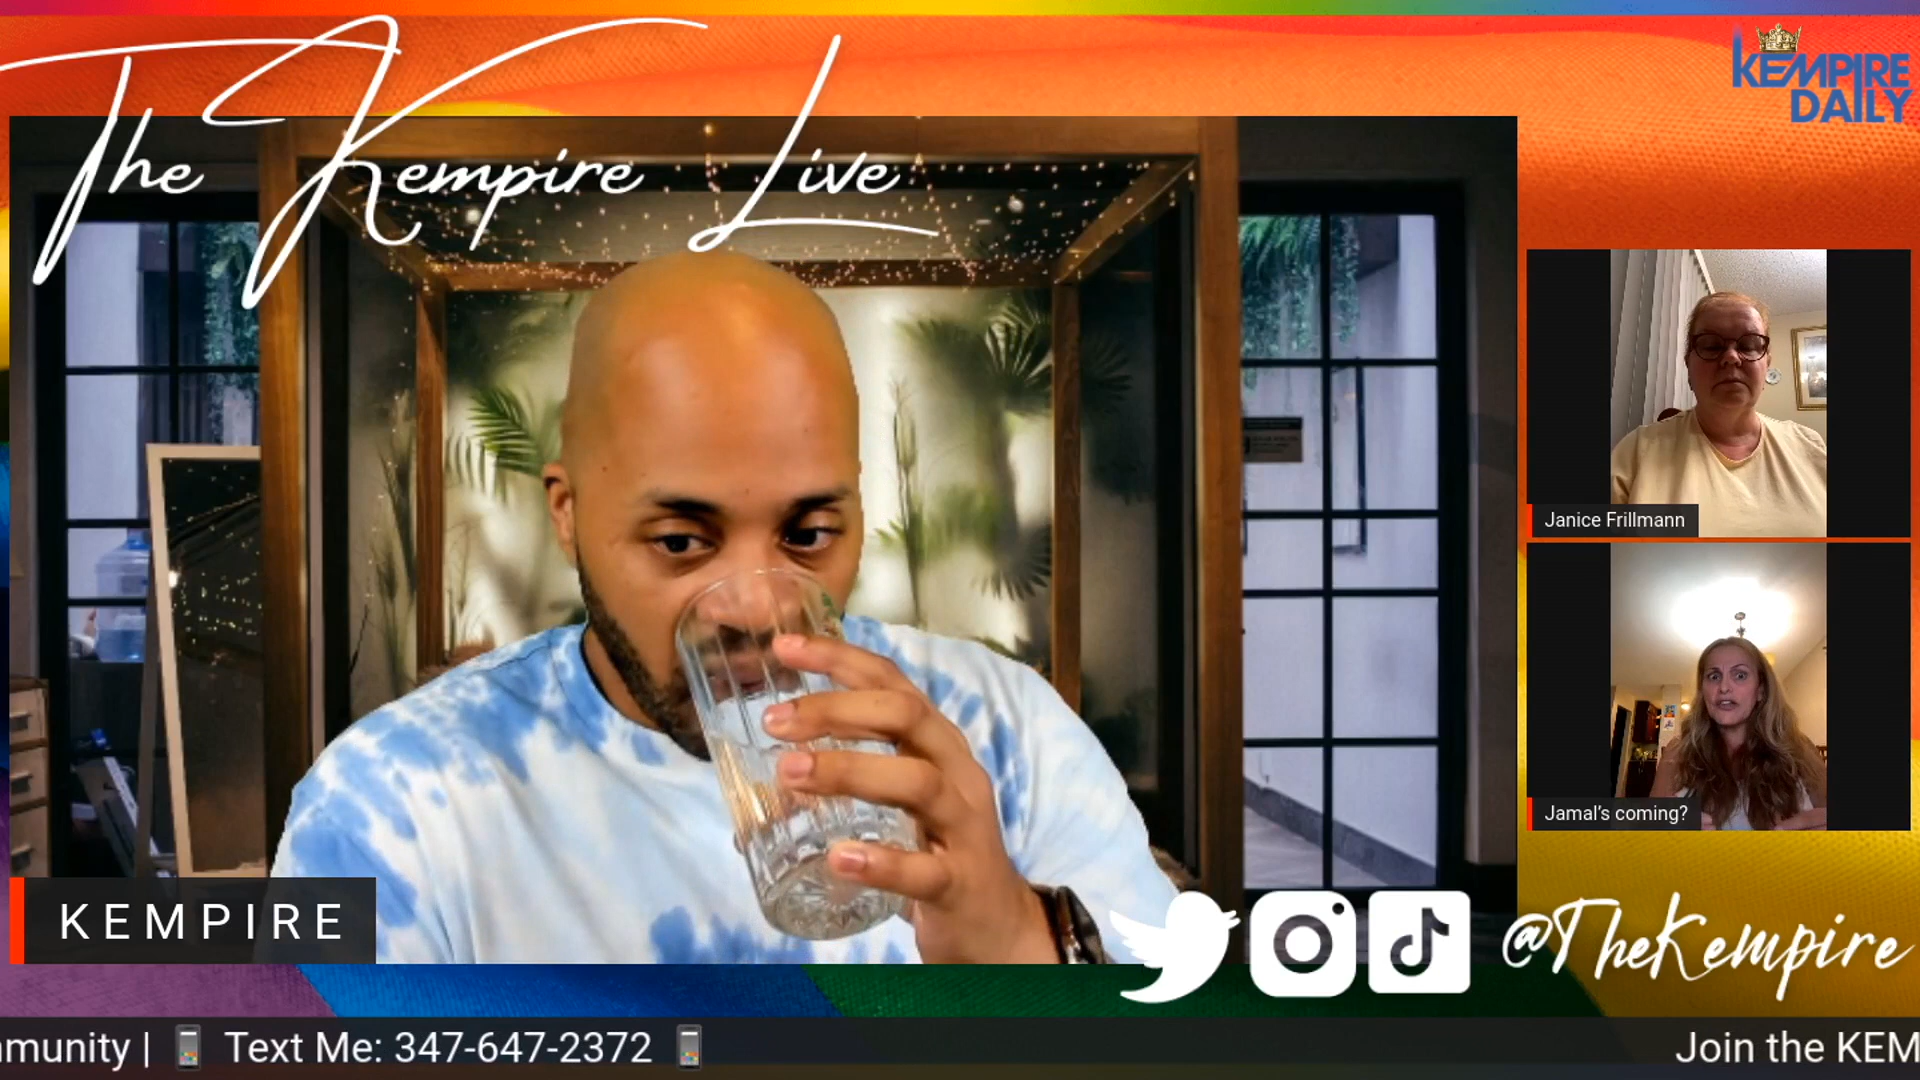 The Kempire Live
KEMPIRE
DAILY
Janice Frillmann
Jamal's coming?
KEMPIRE
@TheKempire
mmunity | 📱 Text Me: 347-647-2372 📱
Join the KEM